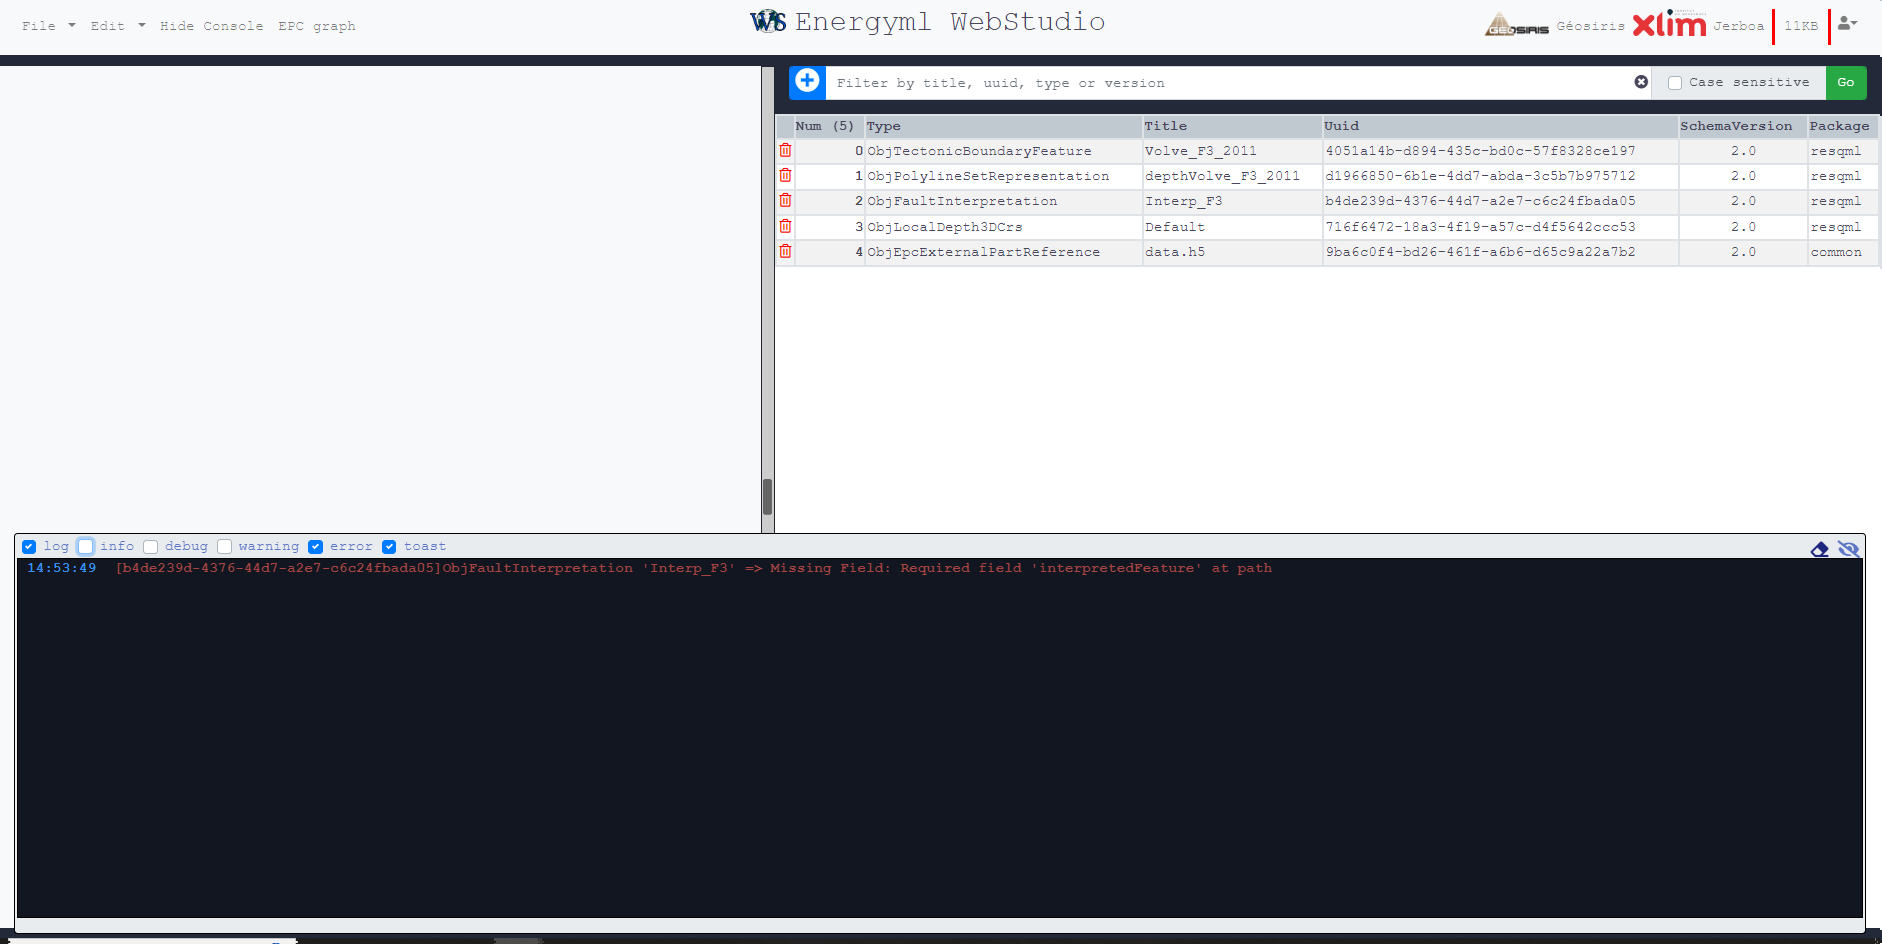 File Edit Hide Console EPC graph
WS Energyml WebStudio
GEOSIRIS Géosiris Xlim Jerboa 11KB
Filter by title, uuid, type or version
Case sensitive Go
Num (5) Type Title Uuid SchemaVersion Package
0 ObjTectonicBoundaryFeature Volve_F3_2011 4051a14b-d894-435c-bd0c-57f8328ce197 2.0 resqml
1 ObjPolylineSetRepresentation depthVolve_F3_2011 d1966850-6b1e-4dd7-abda-3c5b7b975712 2.0 resqml
2 ObjFaultInterpretation Interp_F3 b4de239d-4376-44d7-a2e7-c6c24fbada05 2.0 resqml
3 ObjLocalDepth3DCrs Default 716f6472-18a3-4f19-a57c-d4f5642ccc53 2.0 resqml
4 ObjEpcExternalPartReference data.h5 9ba6c0f4-bd26-461f-a6b6-d65c9a22a7b2 2.0 common
log info debug warning error toast
14:53:49 [b4de239d-4376-44d7-a2e7-c6c24fbada05]ObjFaultInterpretation 'Interp_F3' => Missing Field: Required field 'interpretedFeature' at path